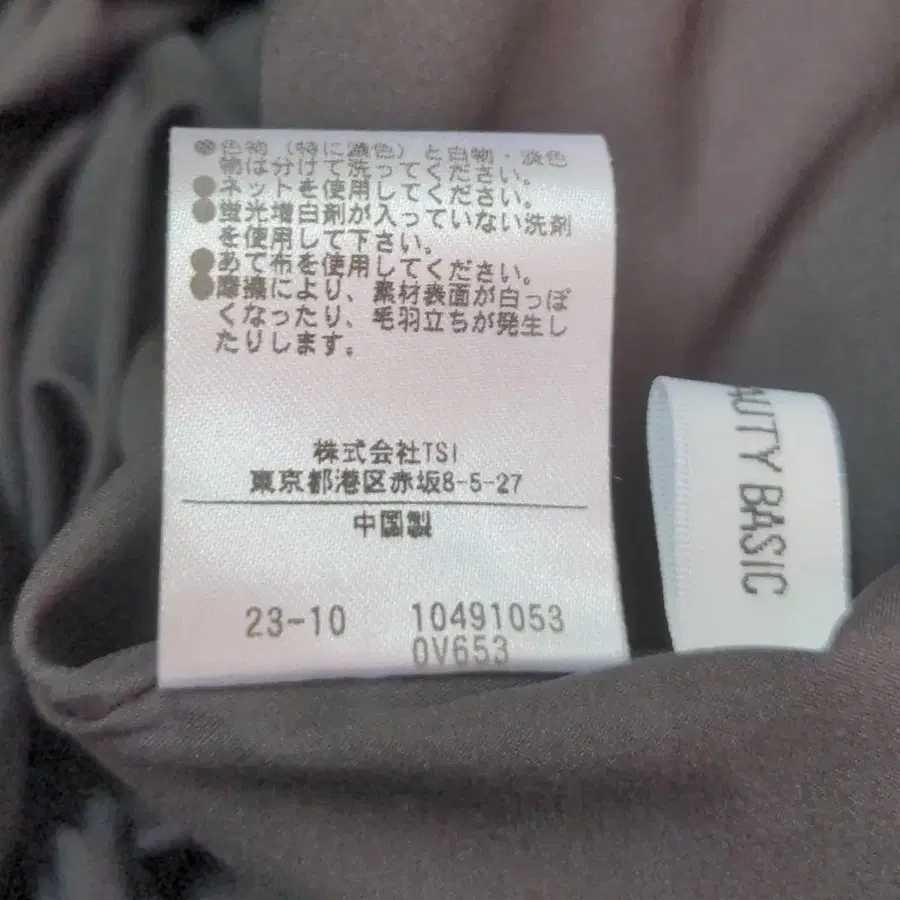 ●色物(特に濃色)と白物・淡色
物は分けて洗ってください。
●ネットを使用してください。
●蛍光増白剤が入っていない洗剤
を使用して下さい。
●あて布を使用してください。
●摩擦により、素材表面が白っぽ
くなったり、毛羽立ちが発生し
たりします。
株式会社TSI
東京都港区赤坂8-5-27
中国製
23-10 10491053
0V653
AUTY BASIC